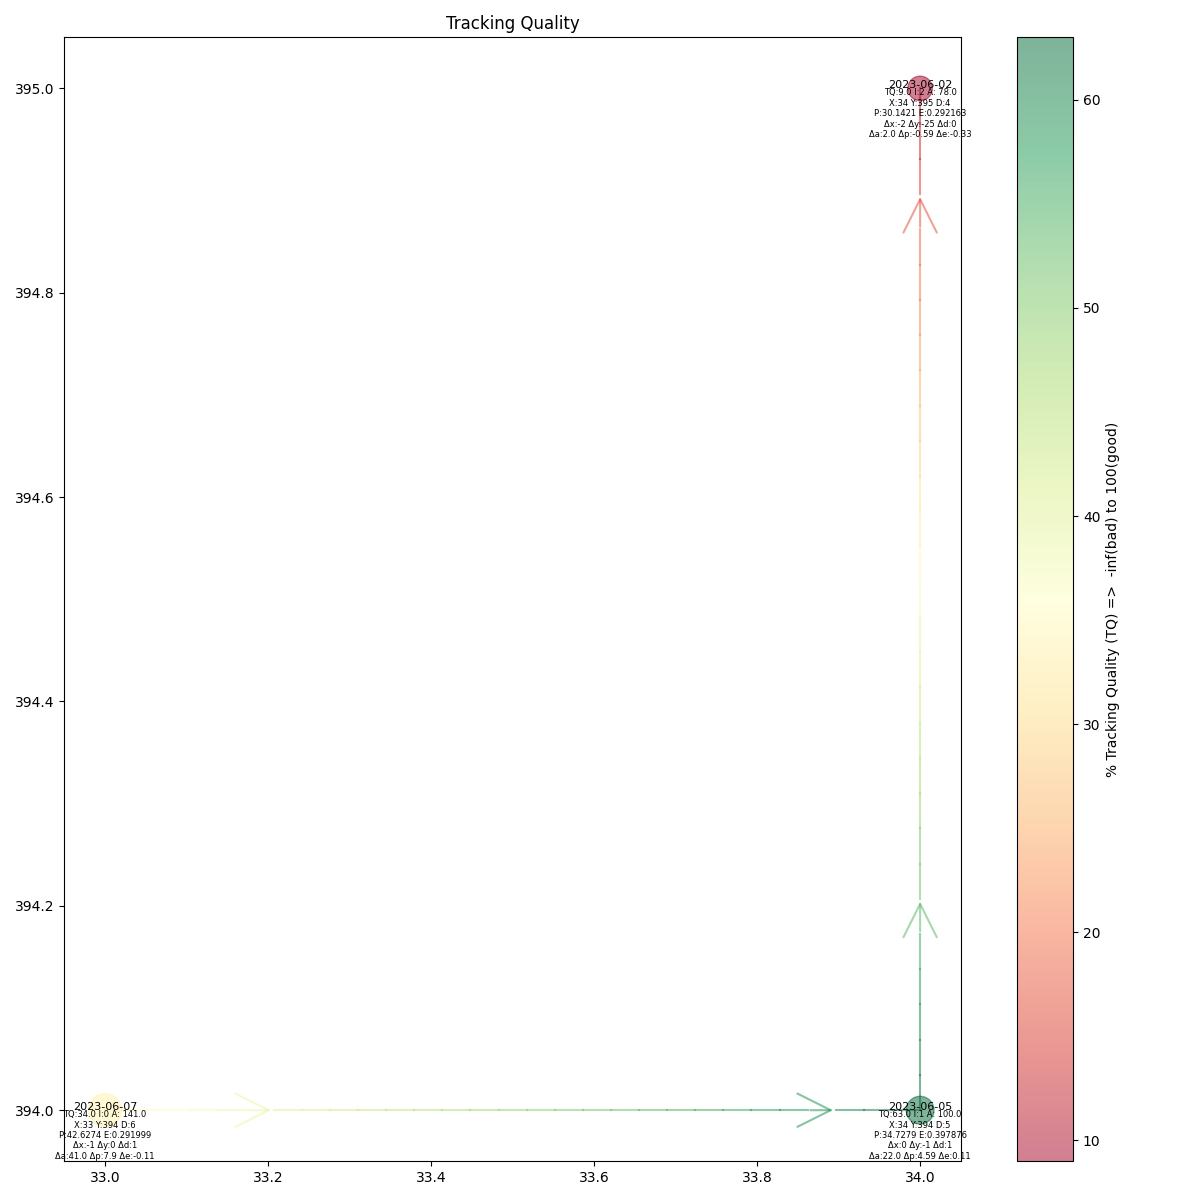 Tracking Quality
395.0
394.8
394.6
394.4
394.2
394.0
2023-06-02
TQ:9.0 I:2 A: 78.0
X:34 Y:395 D:4
P:30.1421 E:0.292163
Δx:-2 Δy:-25 Δd:0
Δa:2.0 Δp:-0.59 Δe:-0.33
2023-06-07
TQ:34.0 I:0 A: 141.0
X:33 Y:394 D:6
P:42.6274 E:0.291999
Δx:-1 Δy:0 Δd:1
Δa:41.0 Δp:7.9 Δe:-0.11
2023-06-05
TQ:63.0 I:1 A: 100.0
X:34 Y:394 D:5
P:34.7279 E:0.397876
Δx:0 Δy:-1 Δd:1
Δa:22.0 Δp:4.59 Δe:0.11
33.0 33.2 33.4 33.6 33.8 34.0
60
50
40
30
20
10
% Tracking Quality (TQ) =>  -inf(bad) to 100(good)